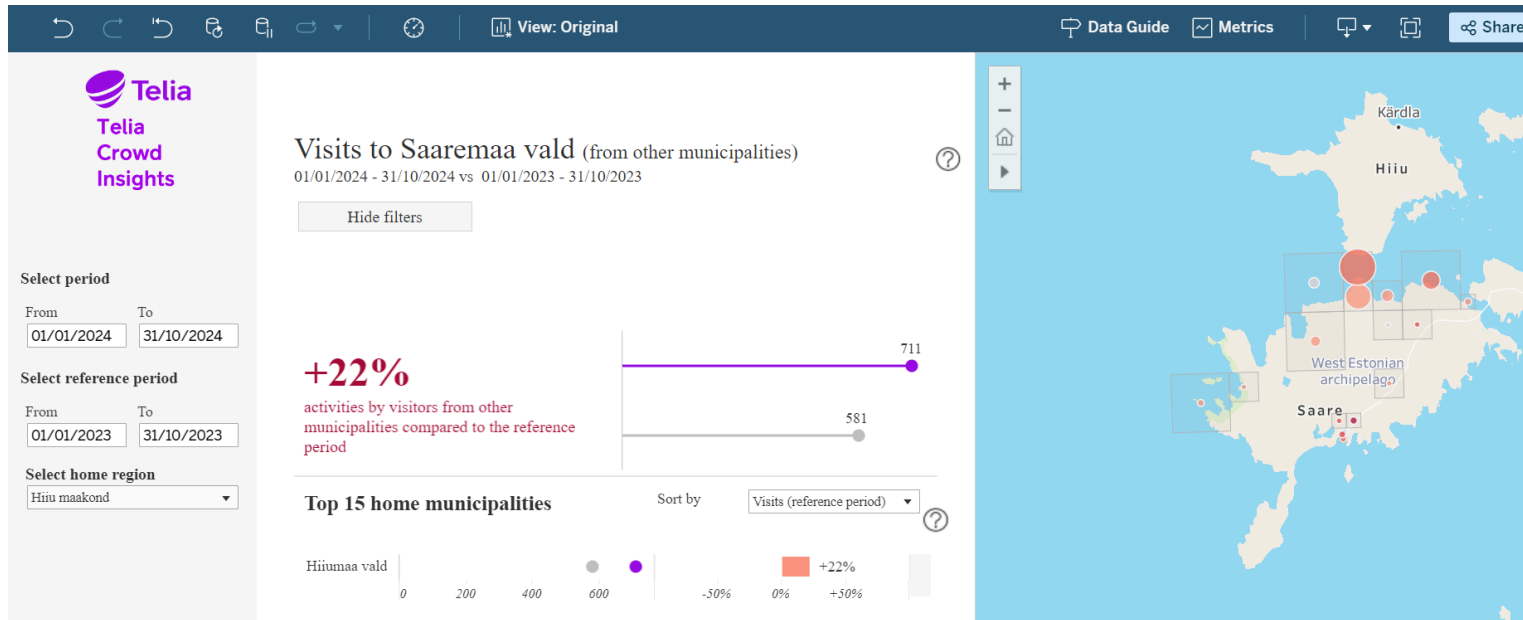 View: Original
Data Guide
Metrics
Share
Telia
Telia
Crowd
Insights
Select period
From To
01/01/2024 31/10/2024
Select reference period
From To
01/01/2023 31/10/2023
Select home region
Hiiu maakond
Visits to Saaremaa vald (from other municipalities)
01/01/2024 - 31/10/2024 vs 01/01/2023 - 31/10/2023
Hide filters
+22%
activities by visitors from other
municipalities compared to the reference
period
711
581
Top 15 home municipalities
Sort by
Visits (reference period)
Hiiumaa vald
+22%
0 200 400 600 -50% 0% +50%
Kärdla
Hiiu
West Estonian
archipelago
Saare